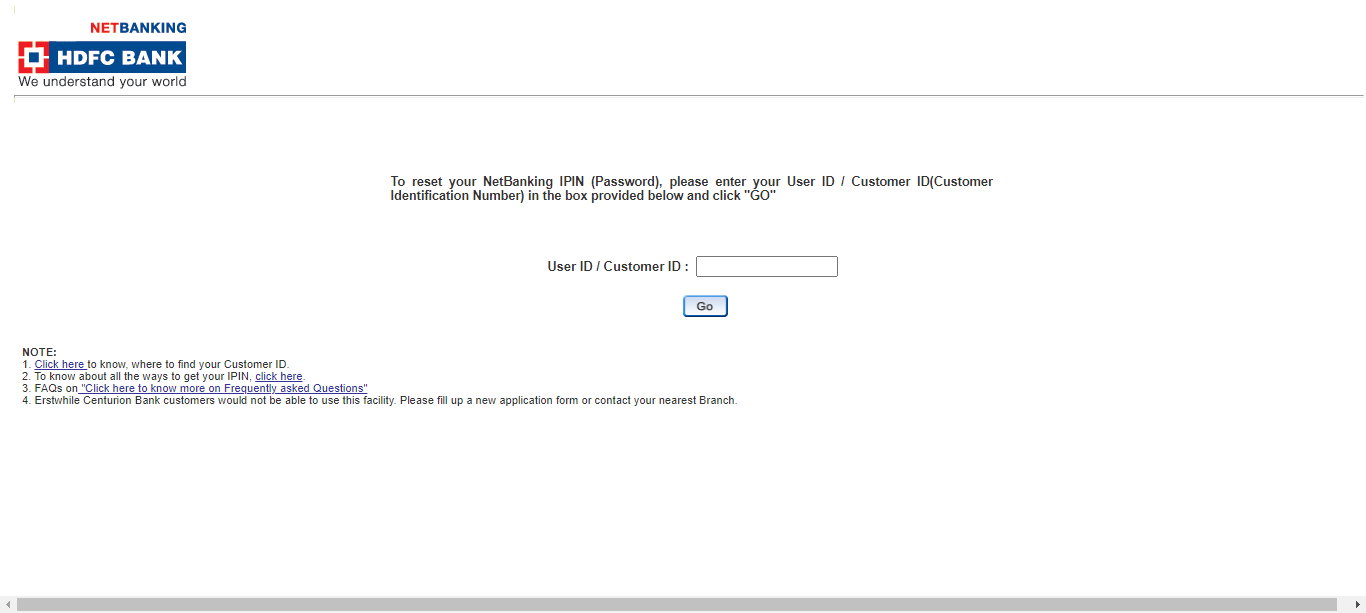 NETBANKING
HDFC BANK
We understand your world
To reset your NetBanking IPIN (Password), please enter your User ID / Customer ID(Customer
Identification Number) in the box provided below and click "GO"
User ID / Customer ID :
Go
NOTE:
1. Click here to know, where to find your Customer ID.
2. To know about all the ways to get your IPIN, click here.
3. FAQs on "Click here to know more on Frequently asked Questions"
4. Erstwhile Centurion Bank customers would not be able to use this facility. Please fill up a new application form or contact your nearest Branch.